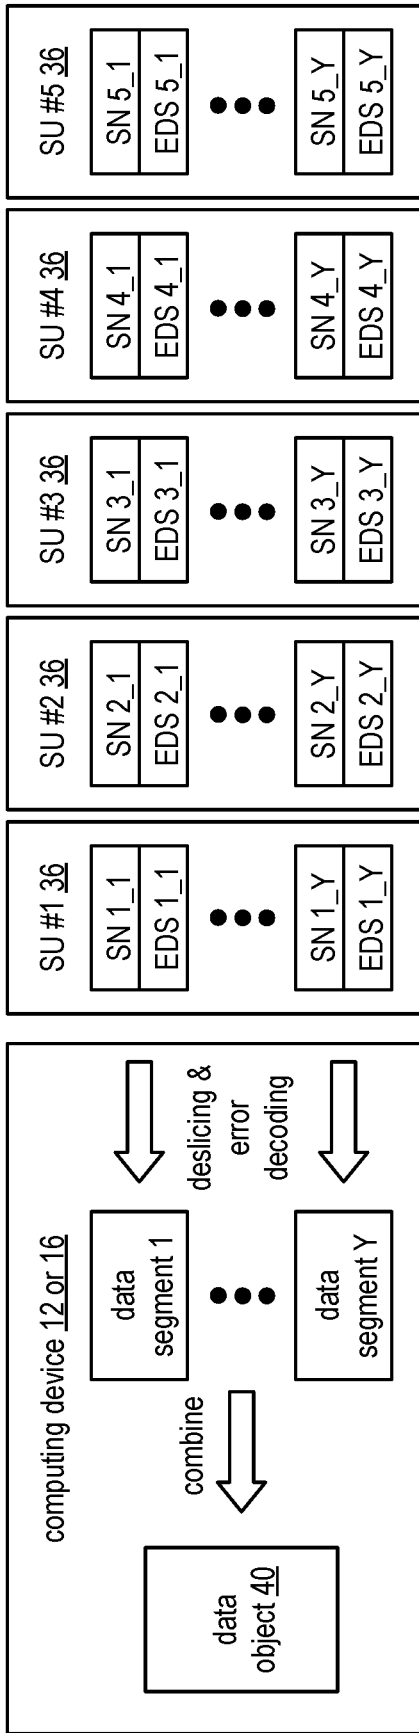 computing device 12 or 16
data
object 40
combine
data
segment 1
data
segment Y
deslicing &
error
decoding
SU #1 36
SN 1_1
EDS 1_1
SN 1_Y
EDS 1_Y
SU #2 36
SN 2_1
EDS 2_1
SN 2_Y
EDS 2_Y
SU #3 36
SN 3_1
EDS 3_1
SN 3_Y
EDS 3_Y
SU #4 36
SN 4_1
EDS 4_1
SN 4_Y
EDS 4_Y
SU #5 36
SN 5_1
EDS 5_1
SN 5_Y
EDS 5_Y